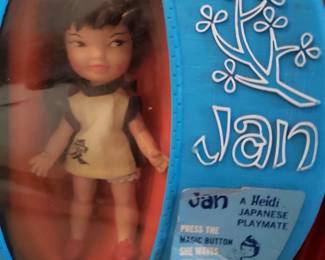 Jan
Jan A Heidi
JAPANESE
PLAYMATE
PRESS THE
MAGIC BUTTON
SHE WAVES